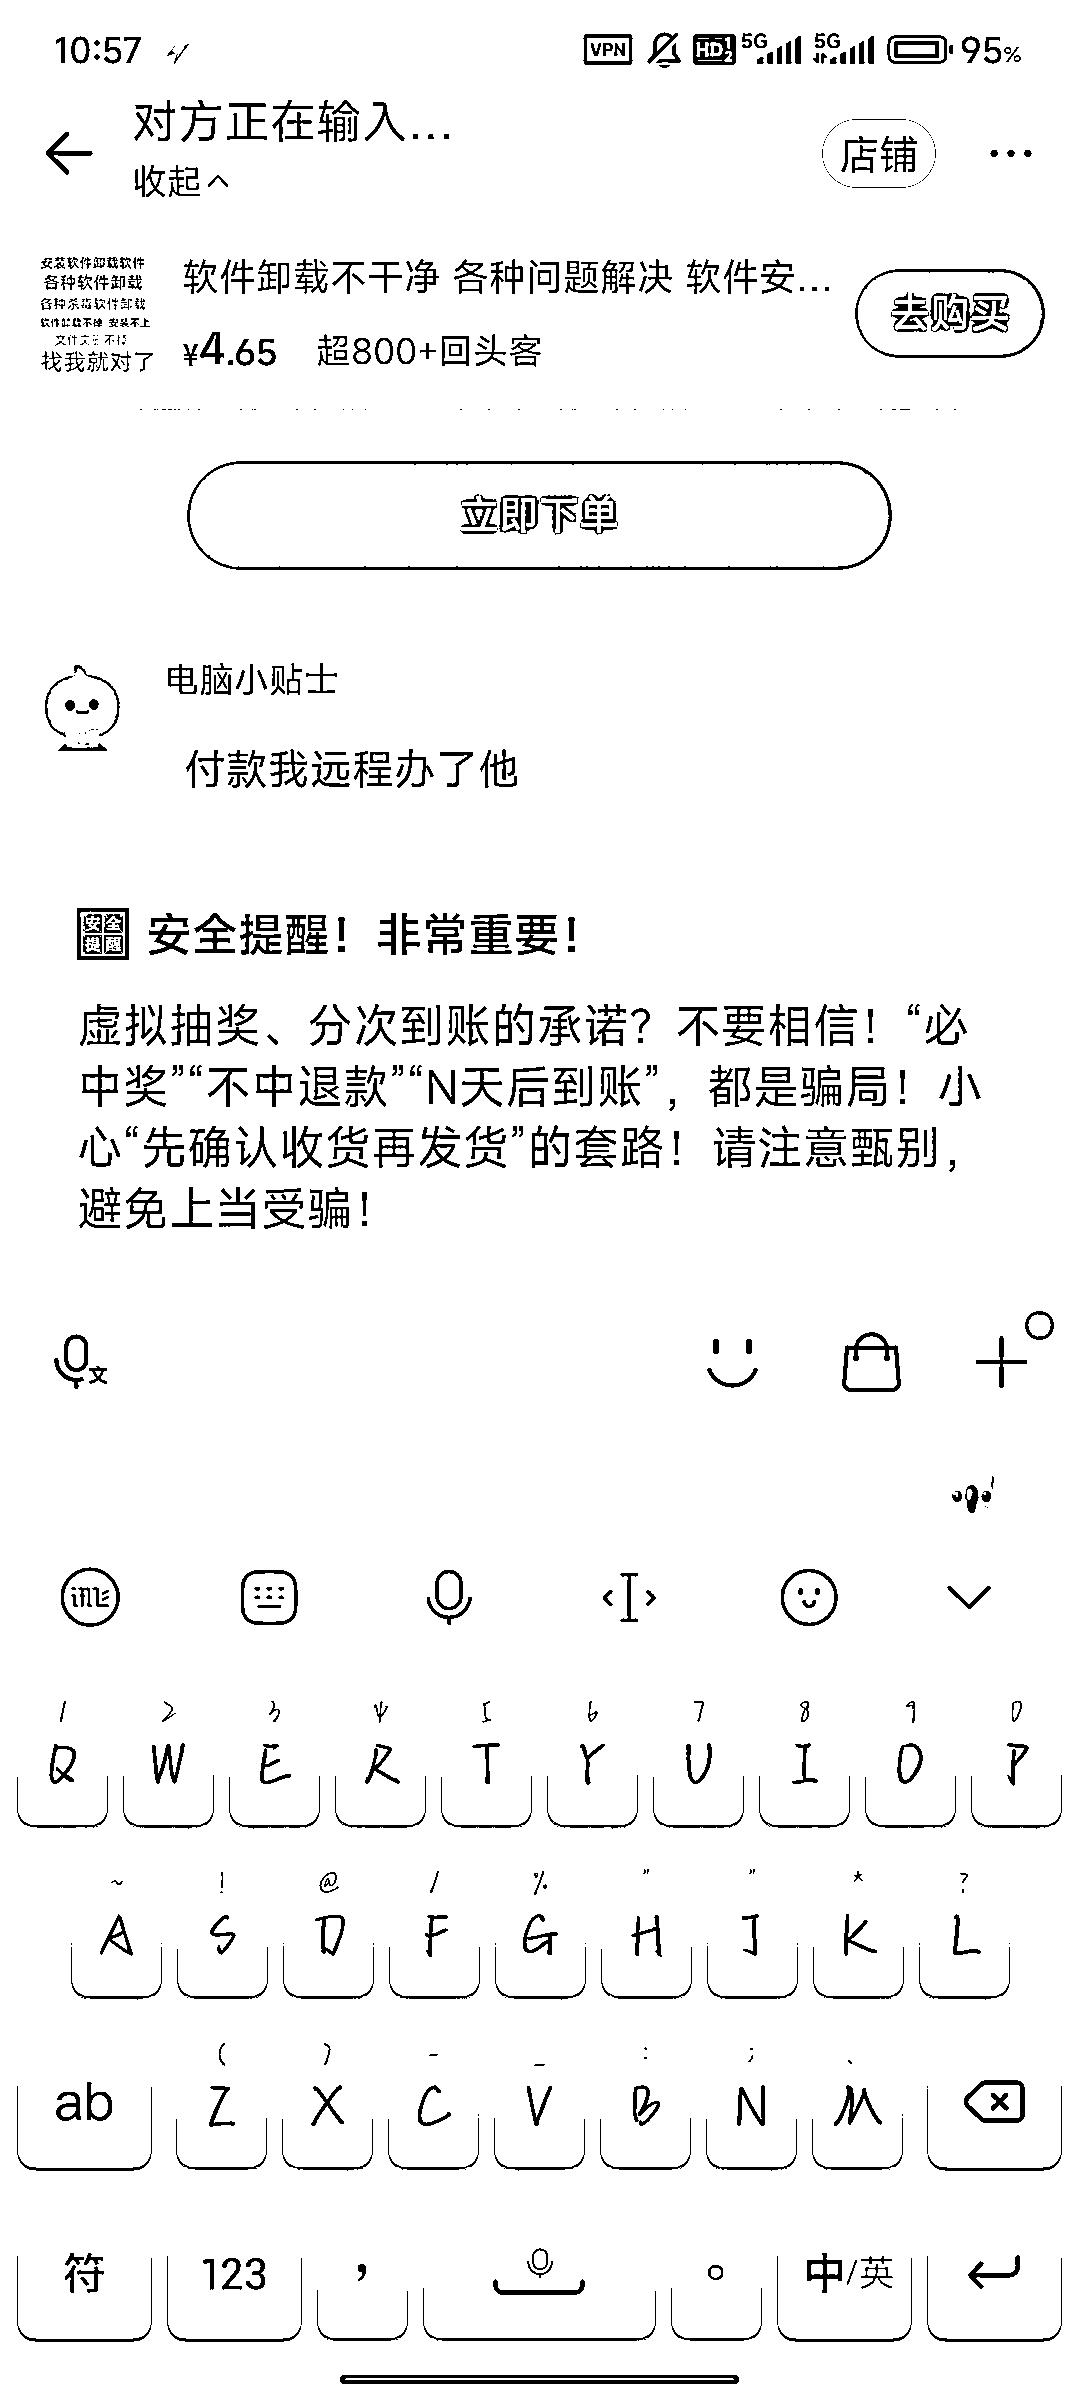 10:57 VPN HD 5G 5G 95%
对方正在输入...
收起
店铺
安装软件卸载软件
各种软件卸载
各种杀毒软件卸载
软件卸载不掉 安装不上
找我就对了
软件卸载不干净 各种问题解决 软件安...
¥4.65 超800+回头客
去购买
立即下单
电脑小贴士
付款我远程办了他
安全提醒
安全提醒！非常重要！
虚拟抽奖、分次到账的承诺？不要相信！“必
中奖”“不中退款”“N天后到账”，都是骗局！小
心“先确认收货再发货”的套路！请注意甄别，
避免上当受骗！
文
1 2 3 4 5 6 7 8 9 0
Q W E R T Y U I O P
~ ! @ / % " " * ?
A S D F G H J K L
( ) - _ : ; 、
ab Z X C V B N M
符 123 , 。 中/英